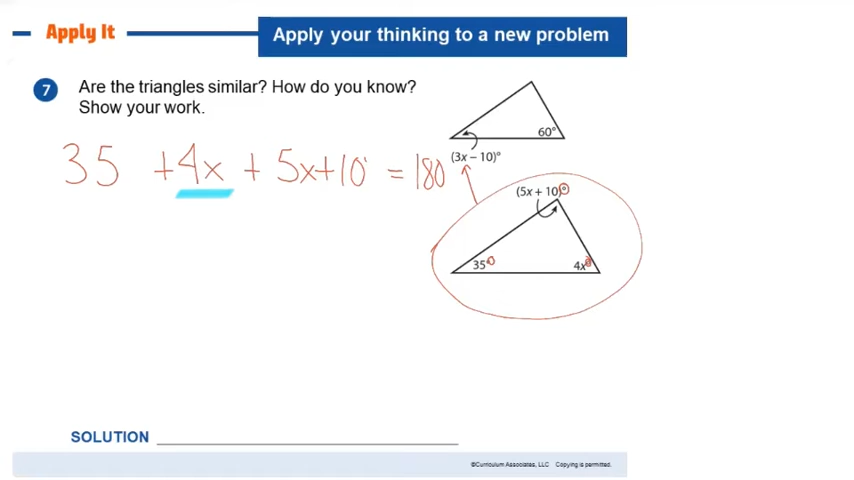 Apply It
Apply your thinking to a new problem
7
Are the triangles similar? How do you know?
Show your work.
60°
(3x – 10)°
35 + 4x + 5x + 10 = 180
(5x + 10)°
35°
4x°
SOLUTION
©Curriculum Associates, LLC Copying is permitted.